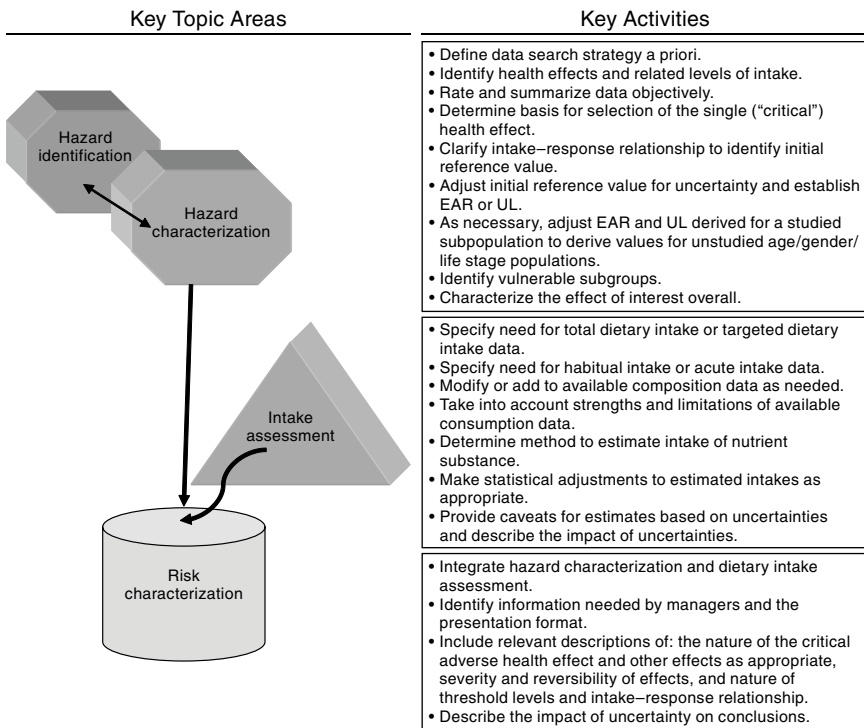 Key Topic Areas
Key Activities
Hazard
identification
Hazard
characterization
Intake
assessment
Risk
characterization
• Define data search strategy a priori.
• Identify health effects and related levels of intake.
• Rate and summarize data objectively.
• Determine basis for selection of the single (“critical”)
health effect.
• Clarify intake–response relationship to identify initial
reference value.
• Adjust initial reference value for uncertainty and establish
EAR or UL.
• As necessary, adjust EAR and UL derived for a studied
subpopulation to derive values for unstudied age/gender/
life stage populations.
• Identify vulnerable subgroups.
• Characterize the effect of interest overall.
• Specify need for total dietary intake or targeted dietary
intake data.
• Specify need for habitual intake or acute intake data.
• Modify or add to available composition data as needed.
• Take into account strengths and limitations of available
consumption data.
• Determine method to estimate intake of nutrient
substance.
• Make statistical adjustments to estimated intakes as
appropriate.
• Provide caveats for estimates based on uncertainties
and describe the impact of uncertainties.
• Integrate hazard characterization and dietary intake
assessment.
• Identify information needed by managers and the
presentation format.
• Include relevant descriptions of: the nature of the critical
adverse health effect and other effects as appropriate,
severity and reversibility of effects, and nature of
threshold levels and intake–response relationship.
• Describe the impact of uncertainty on conclusions.